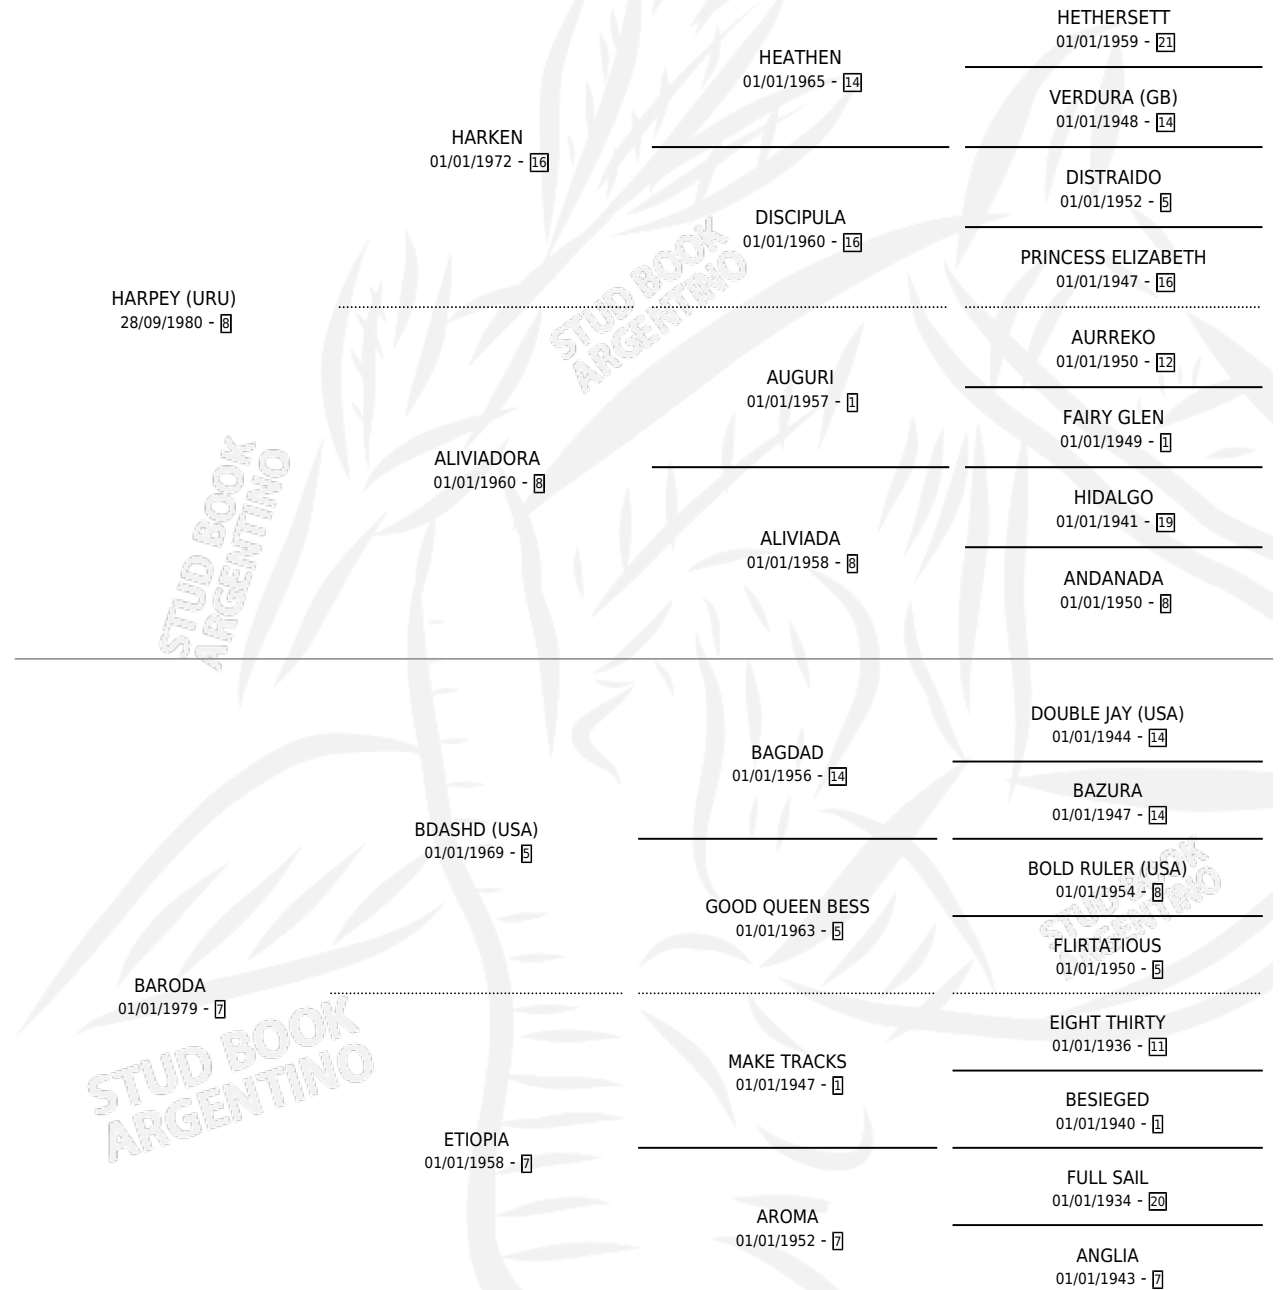 HETHERSETT
01/01/1959 - 21
HEATHEN
01/01/1965 - 14
VERDURA (GB)
01/01/1948 - 14
HARKEN
01/01/1972 - 16
DISTRAIDO
01/01/1952 - 5
DISCIPULA
01/01/1960 - 16
PRINCESS ELIZABETH
01/01/1947 - 16
HARPEY (URU)
28/09/1980 - 8
AURREKO
01/01/1950 - 12
AUGURI
01/01/1957 - 1
FAIRY GLEN
01/01/1949 - 1
ALIVIADORA
01/01/1960 - 8
HIDALGO
01/01/1941 - 19
ALIVIADA
01/01/1958 - 8
ANDANADA
01/01/1950 - 8
DOUBLE JAY (USA)
01/01/1944 - 14
BAGDAD
01/01/1956 - 14
BAZURA
01/01/1947 - 14
BDASHD (USA)
01/01/1969 - 5
BOLD RULER (USA)
01/01/1954 - 8
GOOD QUEEN BESS
01/01/1963 - 5
FLIRTATIOUS
01/01/1950 - 5
BARODA
01/01/1979 - 7
EIGHT THIRTY
01/01/1936 - 11
MAKE TRACKS
01/01/1947 - 1
BESIEGED
01/01/1940 - 1
ETIOPIA
01/01/1958 - 7
FULL SAIL
01/01/1934 - 20
AROMA
01/01/1952 - 7
ANGLIA
01/01/1943 - 7
STUD BOOK
ARGENTINO
STUD BOOK
ARGENTINO
STUD BOOK
ARGENTINO
STUD BOOK
ARGENTINO